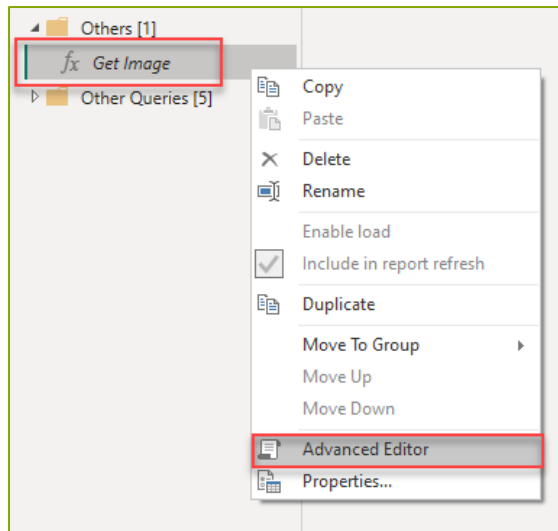 Others [1]
fx Get Image
Other Queries [5]
Copy
Paste
Delete
Rename
Enable load
Include in report refresh
Duplicate
Move To Group
Move Up
Move Down
Advanced Editor
Properties...